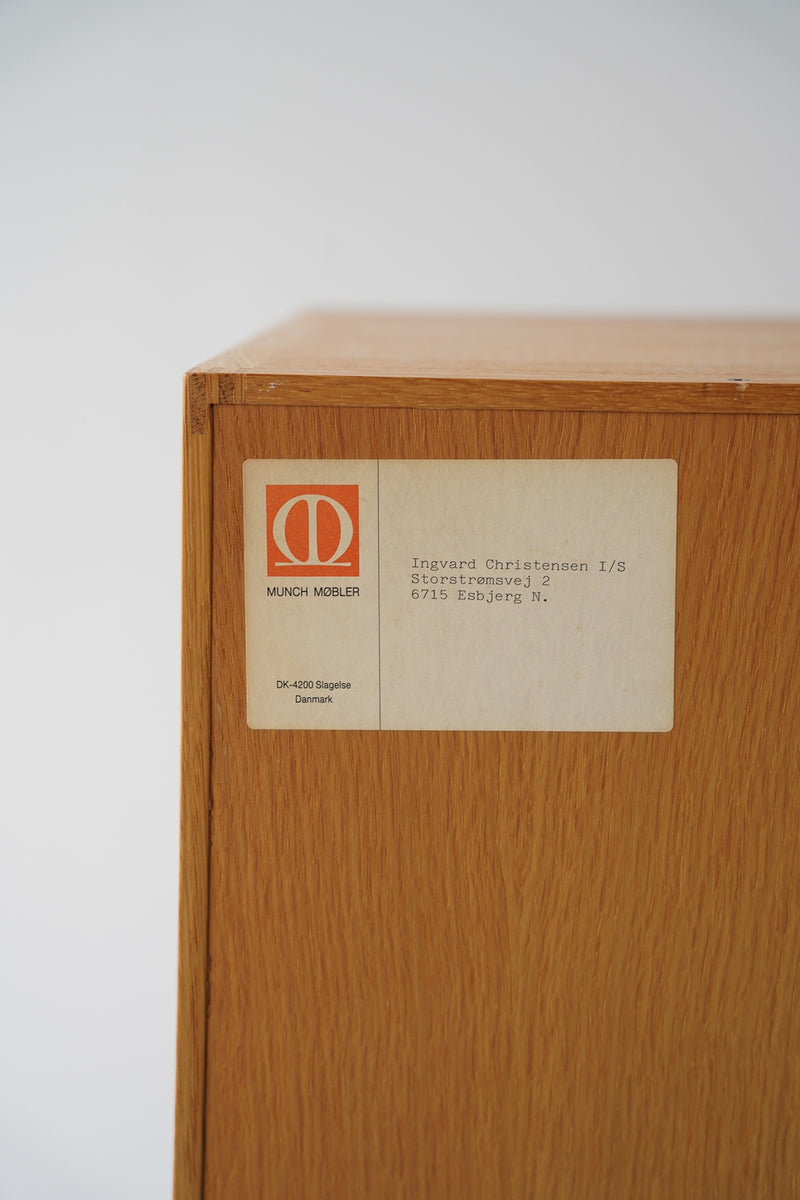 MUNCH MØBLER
DK-4200 Slagelse
Danmark
Ingvard Christensen I/S
Storstrømsvej 2
6715 Esbjerg N.